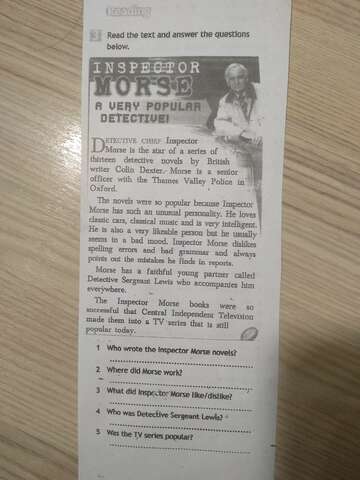 Reading
3 Read the text and answer the questions
below.
INSPECTOR
MORSE
A VERY POPULAR
DETECTIVE!
DETECTIVE CHIEF Inspector
Morse is the star of a series of
thirteen detective novels by British
writer Colin Dexter. Morse is a senior
officer with the Thames Valley Police in
Oxford.
The novels were so popular because Inspector
Morse has such an unusual personality. He loves
classic cars, classical music and is very intelligent.
He is also a very likeable person but he usually
seems in a bad mood. Inspector Morse dislikes
spelling errors and bad grammar and always
points out the mistakes he finds in reports.
Morse has a faithful young partner called
Detective Sergeant Lewis who accompanies him
everywhere.
The Inspector Morse books were so
successful that Central Independent Television
made them into a TV series that is still
popular today.
1 Who wrote the Inspector Morse novels?
2 Where did Morse work?
3 What did Inspector Morse like/dislike?
4 Who was Detective Sergeant Lewis?
5 Was the TV series popular?